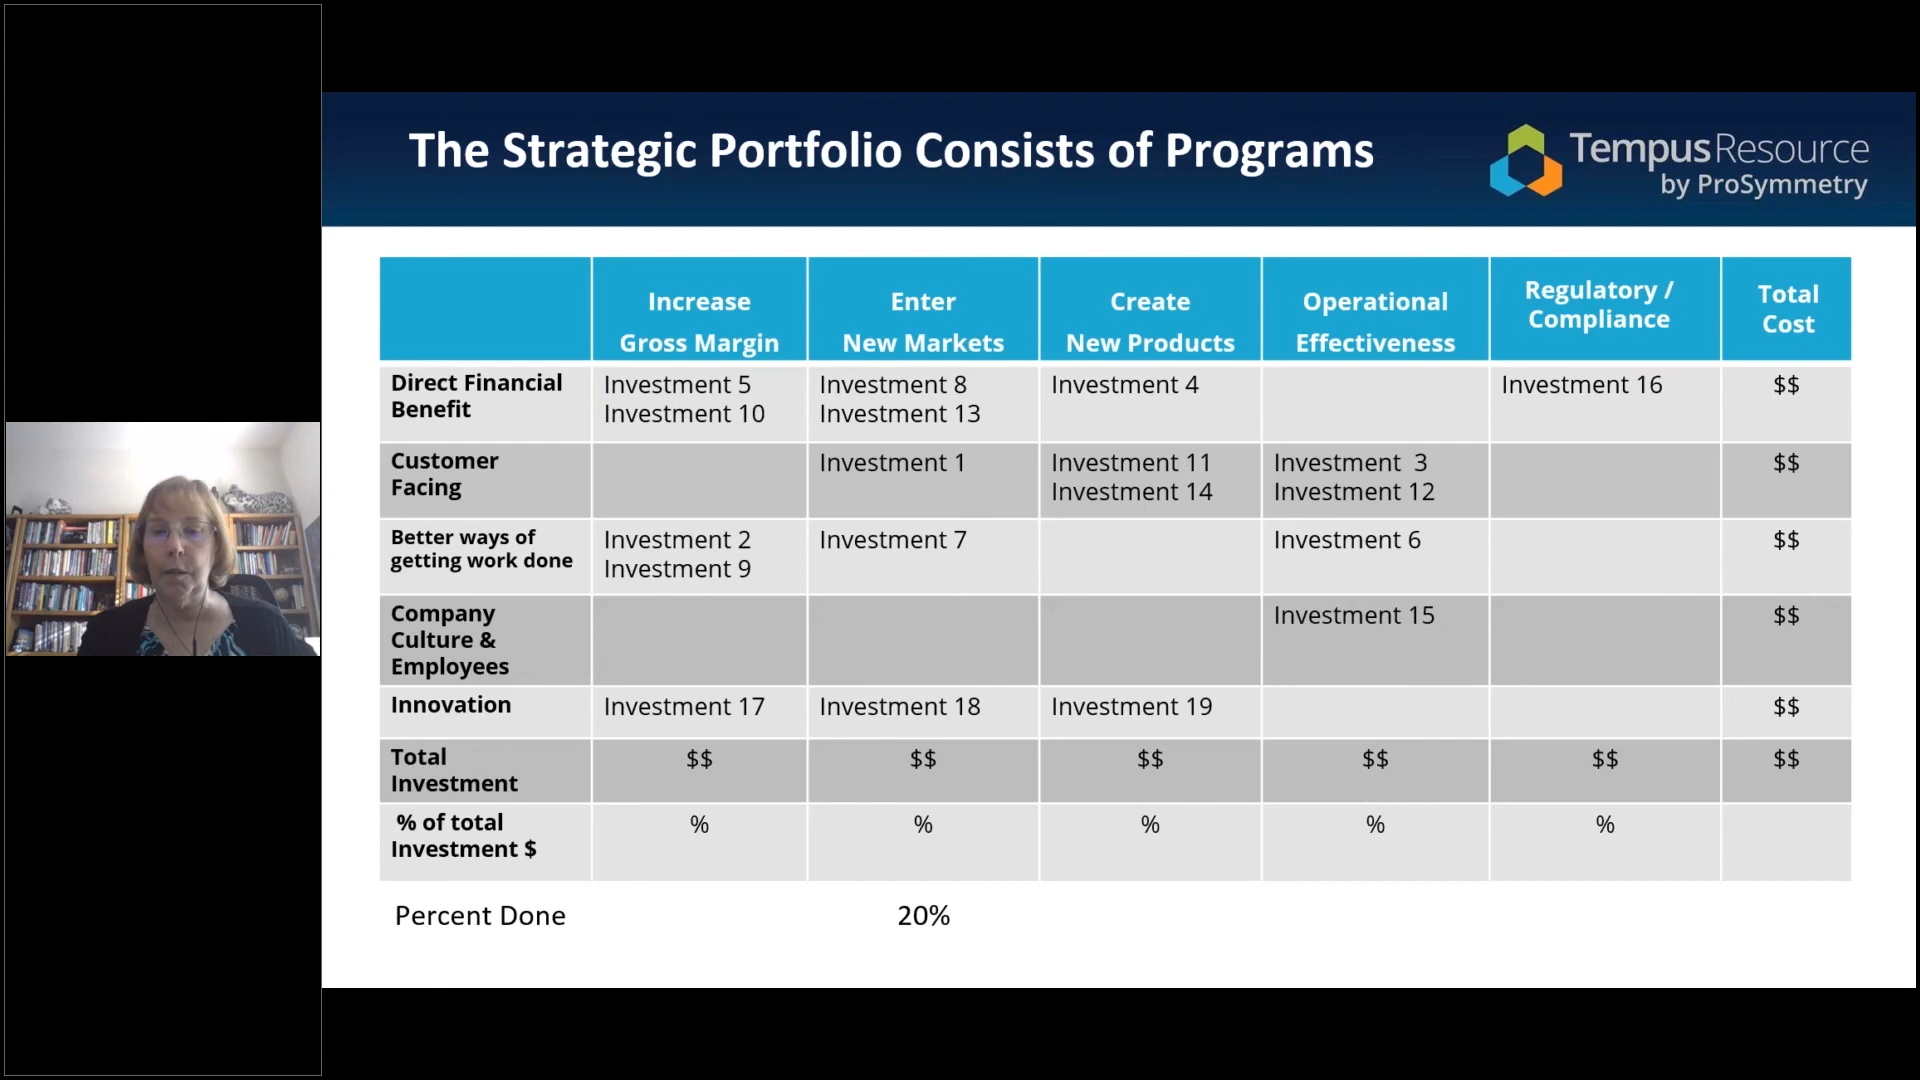 The Strategic Portfolio Consists of Programs
TempusResource
by ProSymmetry
Increase
Gross Margin
Enter
New Markets
Create
New Products
Operational
Effectiveness
Regulatory /
Compliance
Total
Cost
Direct Financial
Benefit
Investment 5
Investment 10
Investment 8
Investment 13
Investment 4
Investment 16
$$
Customer
Facing
Investment 1
Investment 11
Investment 14
Investment  3
Investment 12
$$
Better ways of
getting work done
Investment 2
Investment 9
Investment 7
Investment 6
$$
Company
Culture &
Employees
Investment 15
$$
Innovation
Investment 17
Investment 18
Investment 19
$$
Total
Investment
$$
$$
$$
$$
$$
$$
% of total
Investment $
%
%
%
%
%
Percent Done
20%